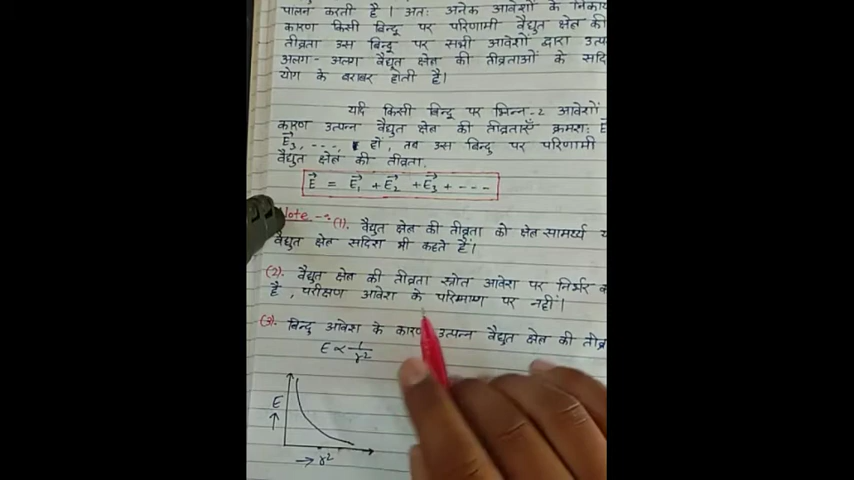 पालन करती है। अतः अनेक आवेशों के निकाय
कारण किसी बिन्दू पर परिणामी वैद्युत क्षेत्र की
तीव्रता उस बिन्दू पर सभी आवेशों द्वारा
अलग-अलग वैद्युत क्षेत्र की तीव्रताओं के
योग के बराबर होती है।
यदि किसी बिन्दू पर भिन्न-2 आवेशों
कारण उत्पन्न वैद्युत क्षेत्र की तीव्रताएँ क्रमशः
E⃗₃, ---, हों, तब उस बिन्दु पर परिणामी
वैद्युत क्षेत्र की तीव्रता.
E⃗ = E⃗₁ + E⃗₂ + E⃗₃ + ---
Note -: (1). वैद्युत क्षेत्र की तीव्रता को क्षेत्र सामर्थ्य
वैद्युत क्षेत्र सदिश भी कहते हैं।
(2). वैद्युत क्षेत्र की तीव्रता स्रोत आवेश पर निर्भर
है, परीक्षण आवेश के परिमाण पर नहीं।
(3). बिन्दु आवेश के कारण उत्पन्न वैद्युत क्षेत्र की
E ∝ 1/r²
E
↑
→ r²